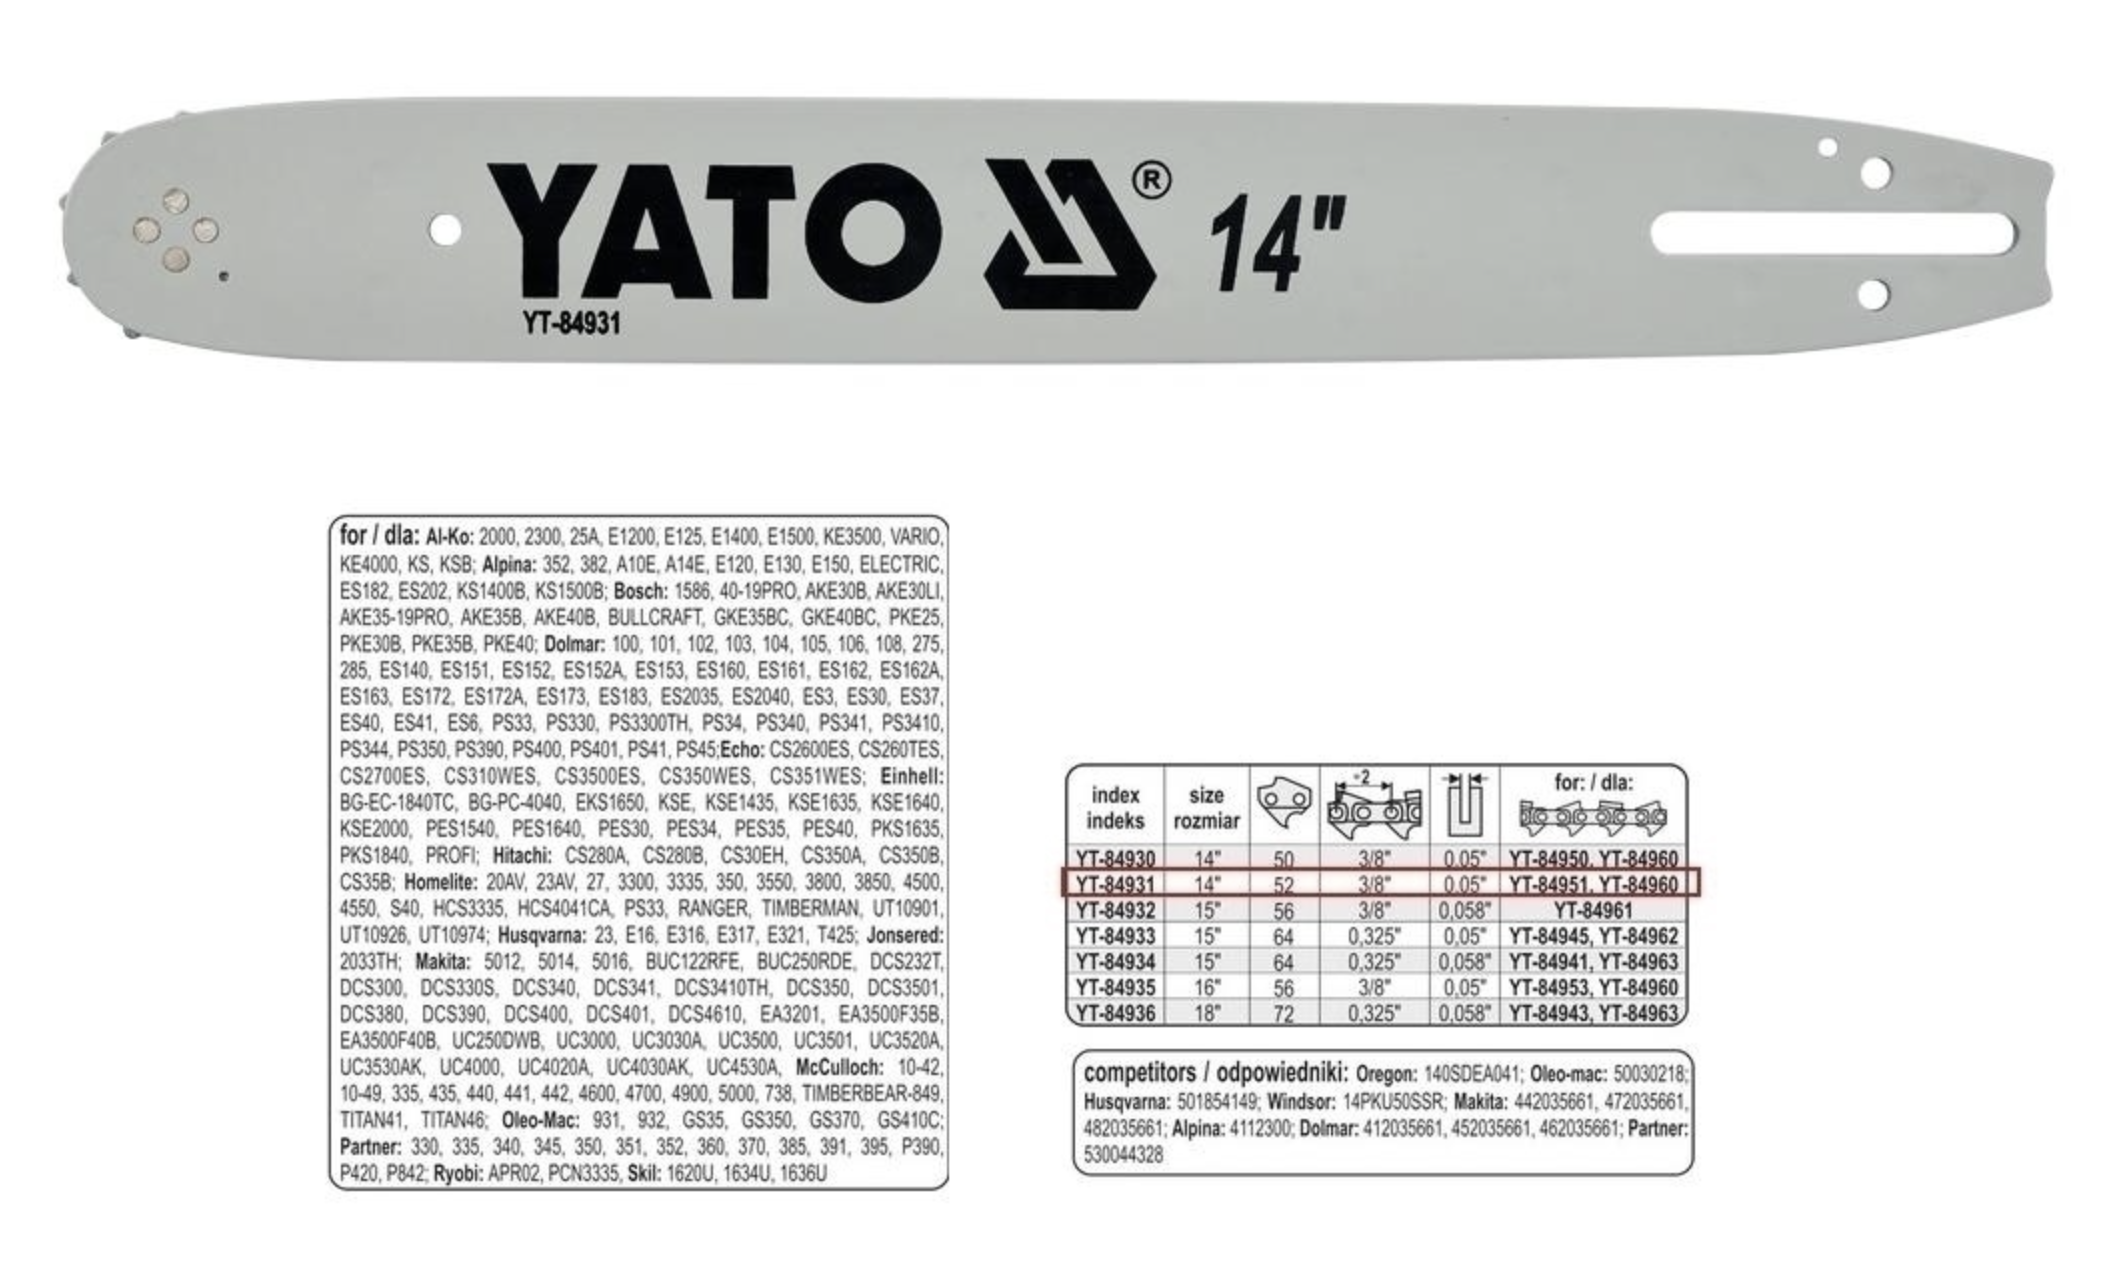 YATO ® 14"
YT-84931
for / dla: Al-Ko: 2000, 2300, 25A, E1200, E125, E1400, E1500, KE3500, VARIO,
KE4000, KS, KSB; Alpina: 352, 382, A10E, A14E, E120, E130, E150, ELECTRIC,
ES182, ES202, KS1400B, KS1500B; Bosch: 1586, 40-19PRO, AKE30B, AKE30LI,
AKE35-19PRO, AKE35B, AKE40B, BULLCRAFT, GKE35BC, GKE40BC, PKE25,
PKE30B, PKE35B, PKE40; Dolmar: 100, 101, 102, 103, 104, 105, 106, 108, 275,
285, ES140, ES151, ES152, ES152A, ES153, ES160, ES161, ES162, ES162A,
ES163, ES172, ES172A, ES173, ES183, ES2035, ES2040, ES3, ES30, ES37,
ES40, ES41, ES6, PS33, PS330, PS3300TH, PS34, PS340, PS341, PS3410,
PS344, PS350, PS390, PS400, PS401, PS41, PS45;Echo: CS2600ES, CS260TES,
CS2700ES, CS310WES, CS3500ES, CS350WES, CS351WES; Einhell:
BG-EC-1840TC, BG-PC-4040, EKS1650, KSE, KSE1435, KSE1635, KSE1640,
KSE2000, PES1540, PES1640, PES30, PES34, PES35, PES40, PKS1635,
PKS1840, PROFI; Hitachi: CS280A, CS280B, CS30EH, CS350A, CS350B,
CS35B; Homelite: 20AV, 23AV, 27, 3300, 3335, 350, 3550, 3800, 3850, 4500,
4550, S40, HCS3335, HCS4041CA, PS33, RANGER, TIMBERMAN, UT10901,
UT10926, UT10974; Husqvarna: 23, E16, E316, E317, E321, T425; Jonsered:
2033TH; Makita: 5012, 5014, 5016, BUC122RFE, BUC250RDE, DCS232T,
DCS300, DCS330S, DCS340, DCS341, DCS3410TH, DCS350, DCS3501,
DCS380, DCS390, DCS400, DCS401, DCS4610, EA3201, EA3500F35B,
EA3500F40B, UC250DWB, UC3000, UC3030A, UC3500, UC3501, UC3520A,
UC3530AK, UC4000, UC4020A, UC4030AK, UC4530A, McCulloch: 10-42,
10-49, 335, 435, 440, 441, 442, 4600, 4700, 4900, 5000, 738, TIMBERBEAR-849,
TITAN41, TITAN46; Oleo-Mac: 931, 932, GS35, GS350, GS370, GS410C;
Partner: 330, 335, 340, 345, 350, 351, 352, 360, 370, 385, 391, 395, P390,
P420, P842; Ryobi: APR02, PCN3335, Skil: 1620U, 1634U, 1636U
index size ÷2 for: / dla:
indeks rozmiar
YT-84930 14" 50 3/8" 0.05" YT-84950, YT-84960
YT-84931 14" 52 3/8" 0.05" YT-84951, YT-84960
YT-84932 15" 56 3/8" 0,058" YT-84961
YT-84933 15" 64 0,325" 0,05" YT-84945, YT-84962
YT-84934 15" 64 0,325" 0,058" YT-84941, YT-84963
YT-84935 16" 56 3/8" 0,05" YT-84953, YT-84960
YT-84936 18" 72 0,325" 0,058" YT-84943, YT-84963
competitors / odpowiedniki: Oregon: 140SDEA041; Oleo-mac: 50030218;
Husqvarna: 501854149; Windsor: 14PKU50SSR; Makita: 442035661, 472035661,
482035661; Alpina: 4112300; Dolmar: 412035661, 452035661, 462035661; Partner:
530044328